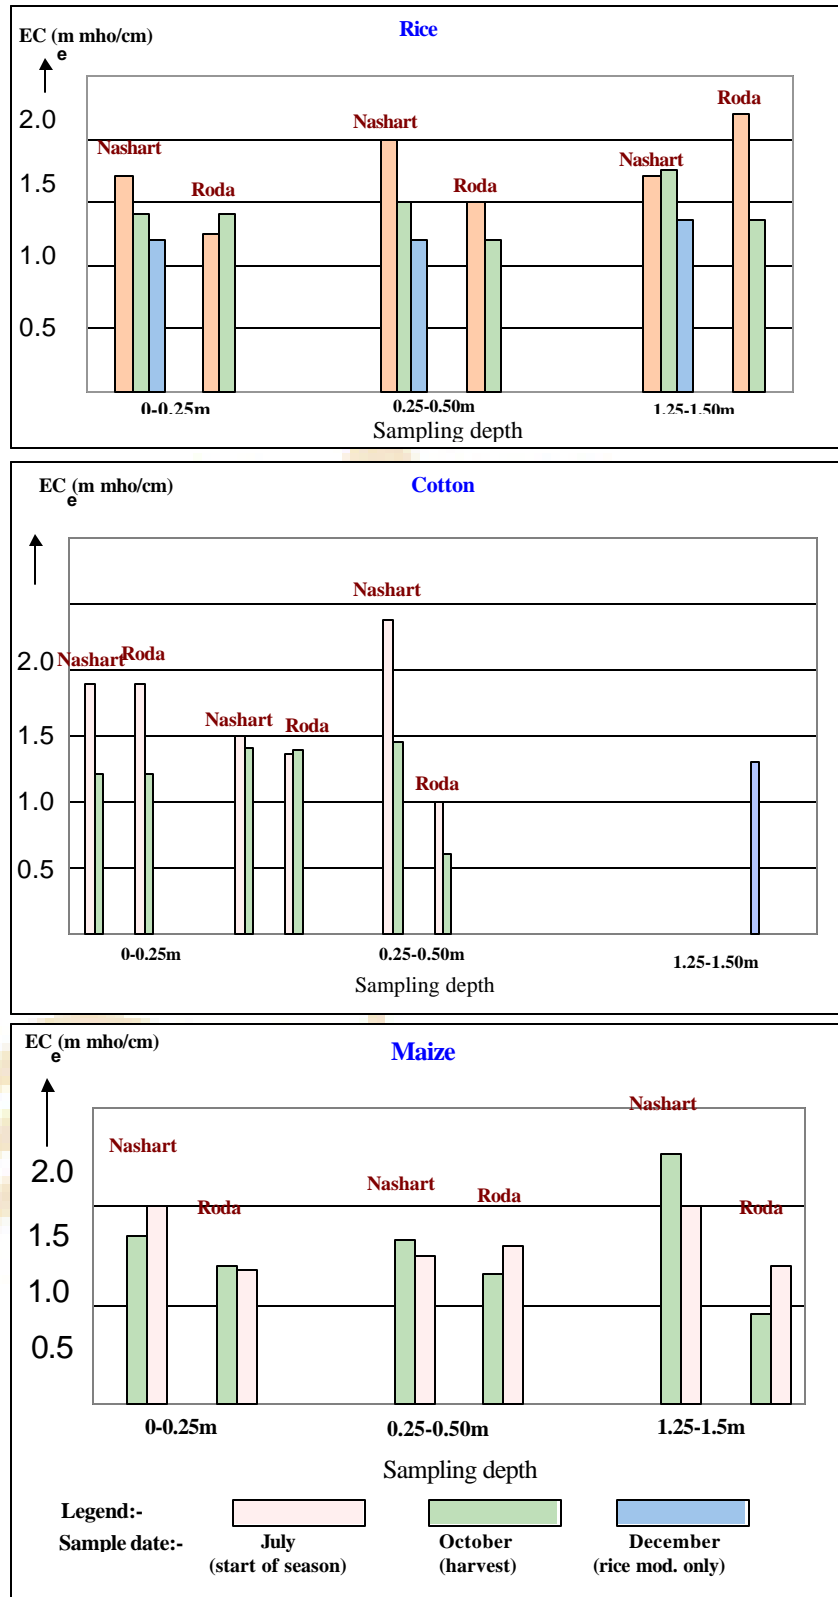 EC (m mho/cm)
e
Rice
2.0
1.5
1.0
0.5
Nashart
Roda
Nashart
Roda
Nashart
Roda
0-0.25m
0.25-0.50m
1.25-1.50m
Sampling depth
EC (m mho/cm)
e
Cotton
2.0
1.5
1.0
0.5
Nashart
Roda
Nashart
Roda
Nashart
Roda
0-0.25m
0.25-0.50m
1.25-1.50m
Sampling depth
EC (m mho/cm)
e
Maize
2.0
1.5
1.0
0.5
Nashart
Roda
Nashart
Roda
Nashart
Roda
0-0.25m
0.25-0.50m
1.25-1.5m
Sampling depth
Legend:-
Sample date:-
July
(start of season)
October
(harvest)
December
(rice mod. only)